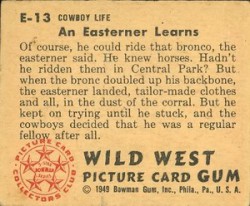 E-13 COWBOY LIFE
An Easterner Learns
Of course, he could ride that bronco, the
easterner said. He knew horses. Hadn't
he ridden them in Central Park? But
when the bronc doubled up his backbone,
the easterner landed, tailor-made clothes
and all, in the dust of the corral. But he
kept on trying until he stuck, and the
cowboys decided that he was a regular
fellow after all.
PICTURE CARD
COLLECTORS CLUB
BOWMAN
WILD WEST
PICTURE CARD GUM
© 1949 Bowman Gum, Inc., Phila., Pa., U. S. A.